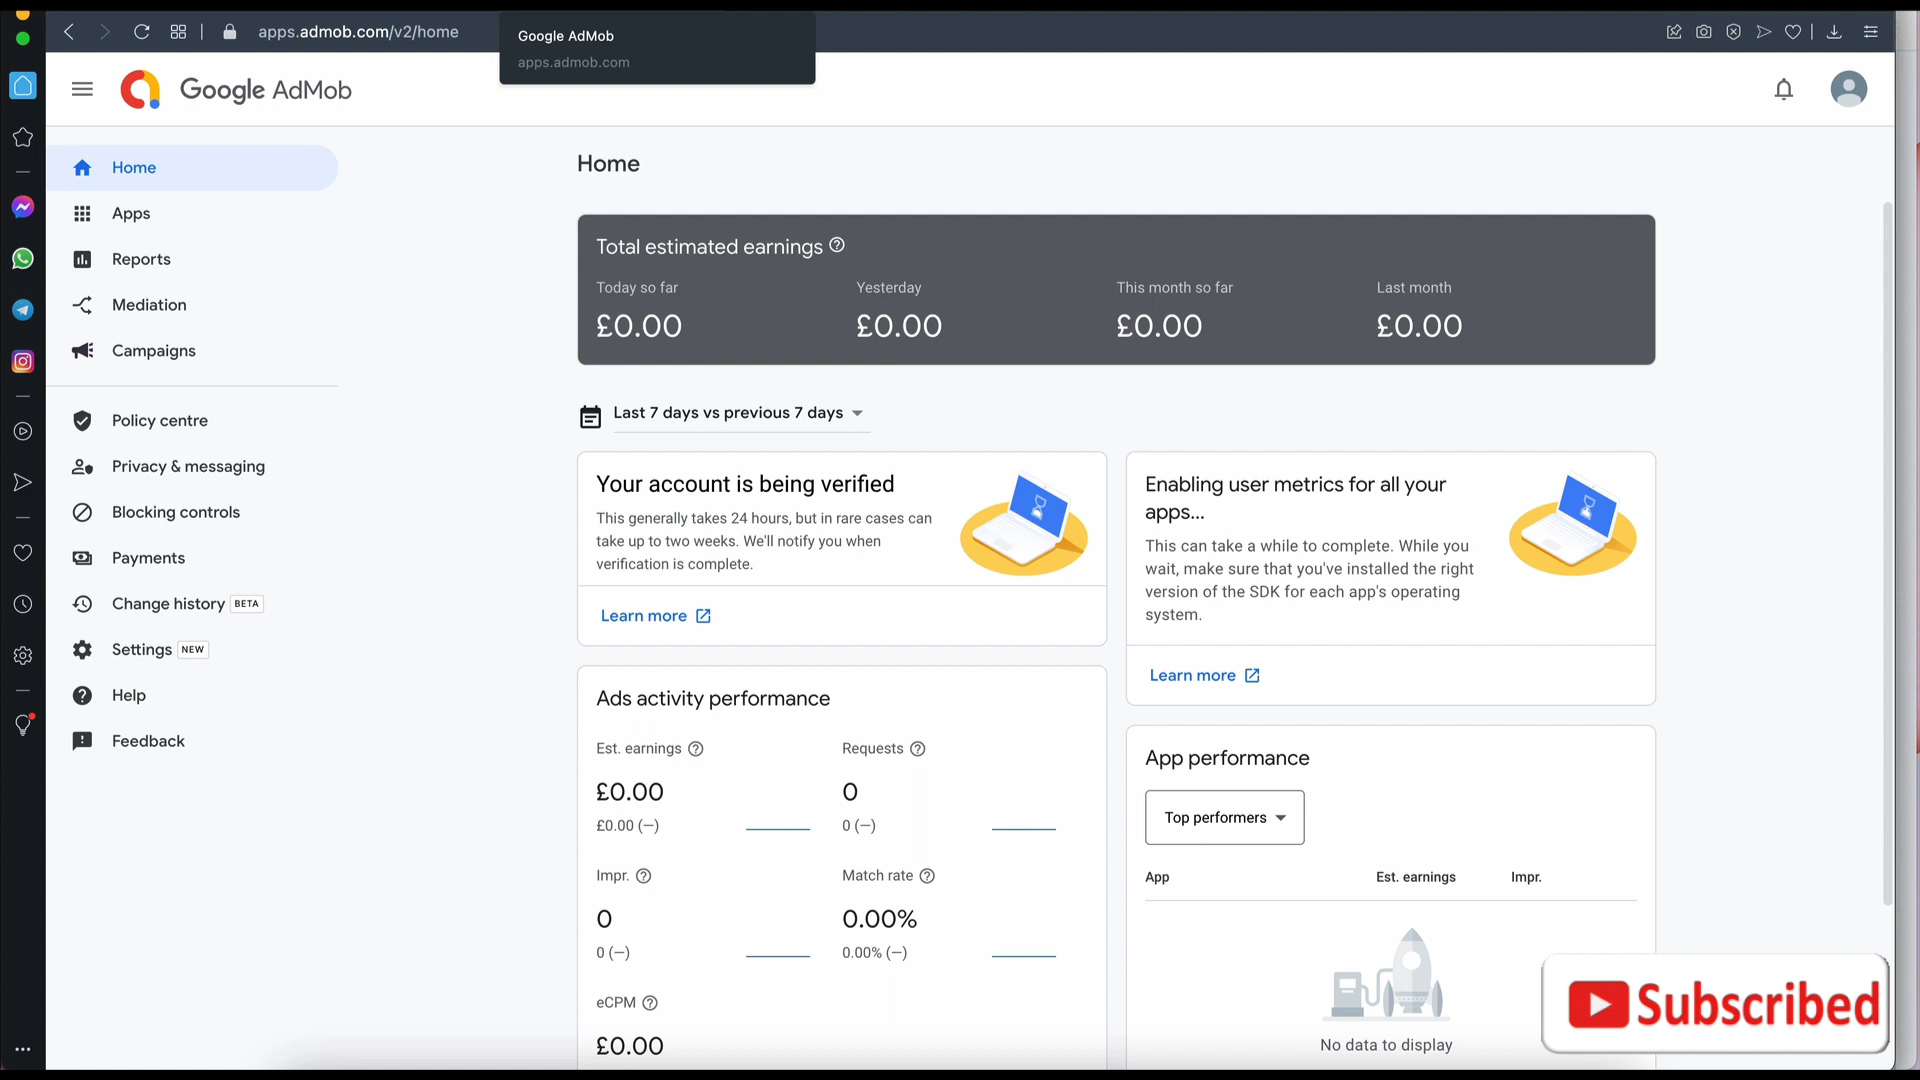 apps.admob.com/v2/home
Google AdMob
apps.admob.com
Google AdMob
Home
Apps
Reports
Mediation
Campaigns
Policy centre
Privacy & messaging
Blocking controls
Payments
Change history BETA
Settings NEW
Help
Feedback
Home
Total estimated earnings
Today so far
£0.00
Yesterday
£0.00
This month so far
£0.00
Last month
£0.00
Last 7 days vs previous 7 days
Your account is being verified
This generally takes 24 hours, but in rare cases can
take up to two weeks. We'll notify you when
verification is complete.
Learn more
Enabling user metrics for all your
apps...
This can take a while to complete. While you
wait, make sure that you've installed the right
version of the SDK for each app's operating
system.
Learn more
Ads activity performance
Est. earnings
£0.00
£0.00 (—)
Requests
0
0 (—)
Impr.
0
0 (—)
Match rate
0.00%
0.00% (—)
eCPM
£0.00
App performance
Top performers
App Est. earnings Impr.
No data to display
Subscribed